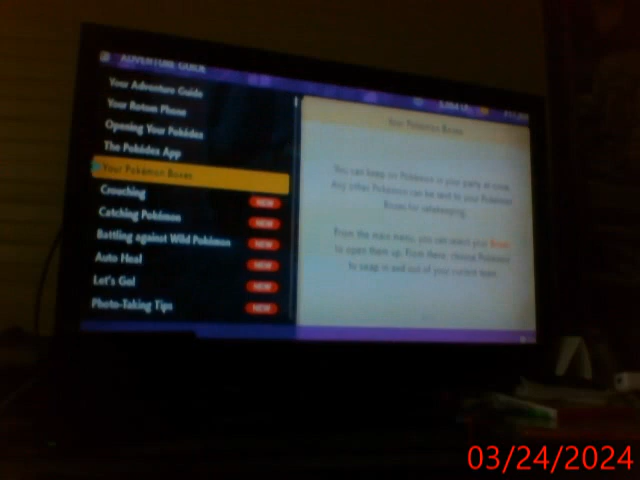 ADVENTURE GUIDE
Your Adventure Guide
Your Rotom Phone
Opening Your Pokédex
The Pokédex App
Your Pokémon Boxes
Crouching
NEW
Catching Pokémon
NEW
Battling against Wild Pokémon
NEW
Auto Heal
NEW
Let's Go!
NEW
Photo-Taking Tips
NEW
Your Pokémon Boxes
You can keep six Pokémon in your party at once.
Any other Pokémon can be sent to your Pokémon
Boxes for safekeeping.
From the main menu, you can select your Boxes
to open them up. From there, choose Pokémon
to swap in and out of your current team.
03/24/2024